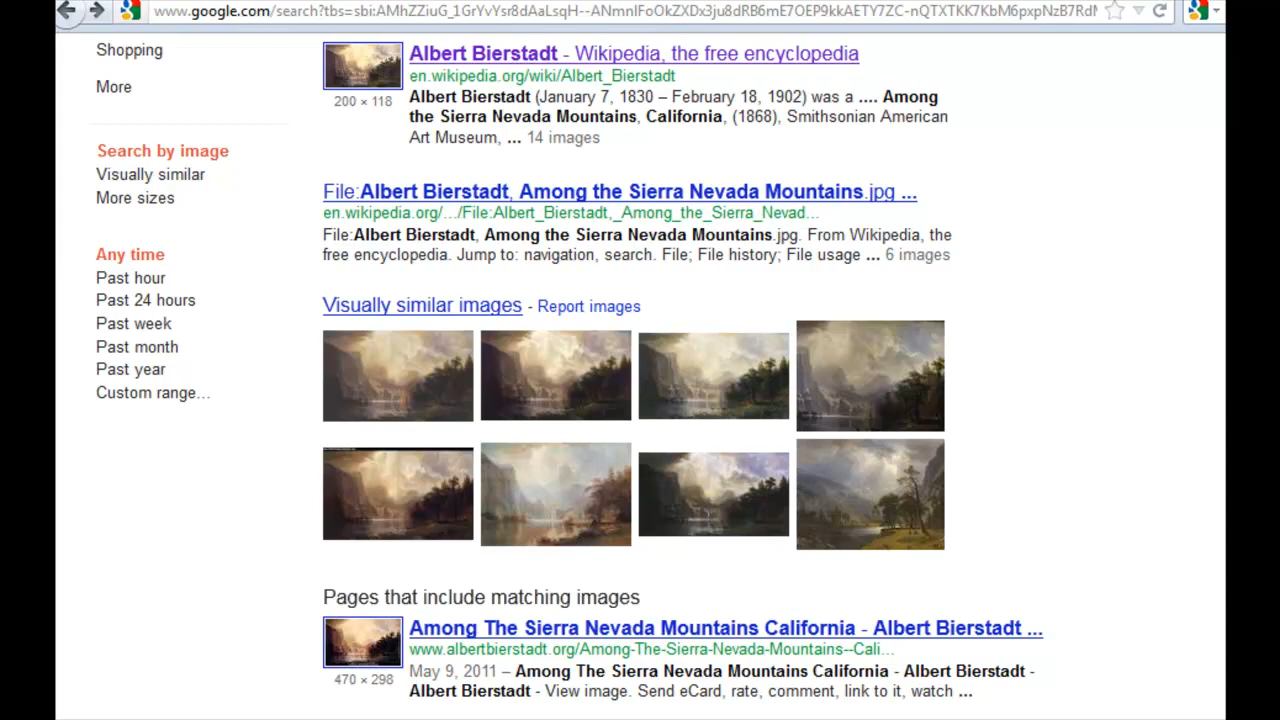 www.google.com/search?tbs=sbi:
Shopping
More
Search by image
Visually similar
More sizes
Any time
Past hour
Past 24 hours
Past week
Past month
Past year
Custom range...
Albert Bierstadt - Wikipedia, the free encyclopedia
en.wikipedia.org/wiki/Albert_Bierstadt
200 × 118
Albert Bierstadt (January 7, 1830 – February 18, 1902) was a .... Among
the Sierra Nevada Mountains, California, (1868), Smithsonian American
Art Museum, ... 14 images
File:Albert Bierstadt, Among the Sierra Nevada Mountains.jpg ...
en.wikipedia.org/.../File:Albert_Bierstadt,_Among_the_Sierra_Nevad...
File:Albert Bierstadt, Among the Sierra Nevada Mountains.jpg. From Wikipedia, the
free encyclopedia. Jump to: navigation, search. File; File history; File usage ... 6 images
Visually similar images - Report images
Pages that include matching images
Among The Sierra Nevada Mountains California - Albert Bierstadt ...
www.albertbierstadt.org/Among-The-Sierra-Nevada-Mountains--Cali...
470 × 298
May 9, 2011 – Among The Sierra Nevada Mountains California - Albert Bierstadt -
Albert Bierstadt - View image. Send eCard, rate, comment, link to it, watch ...